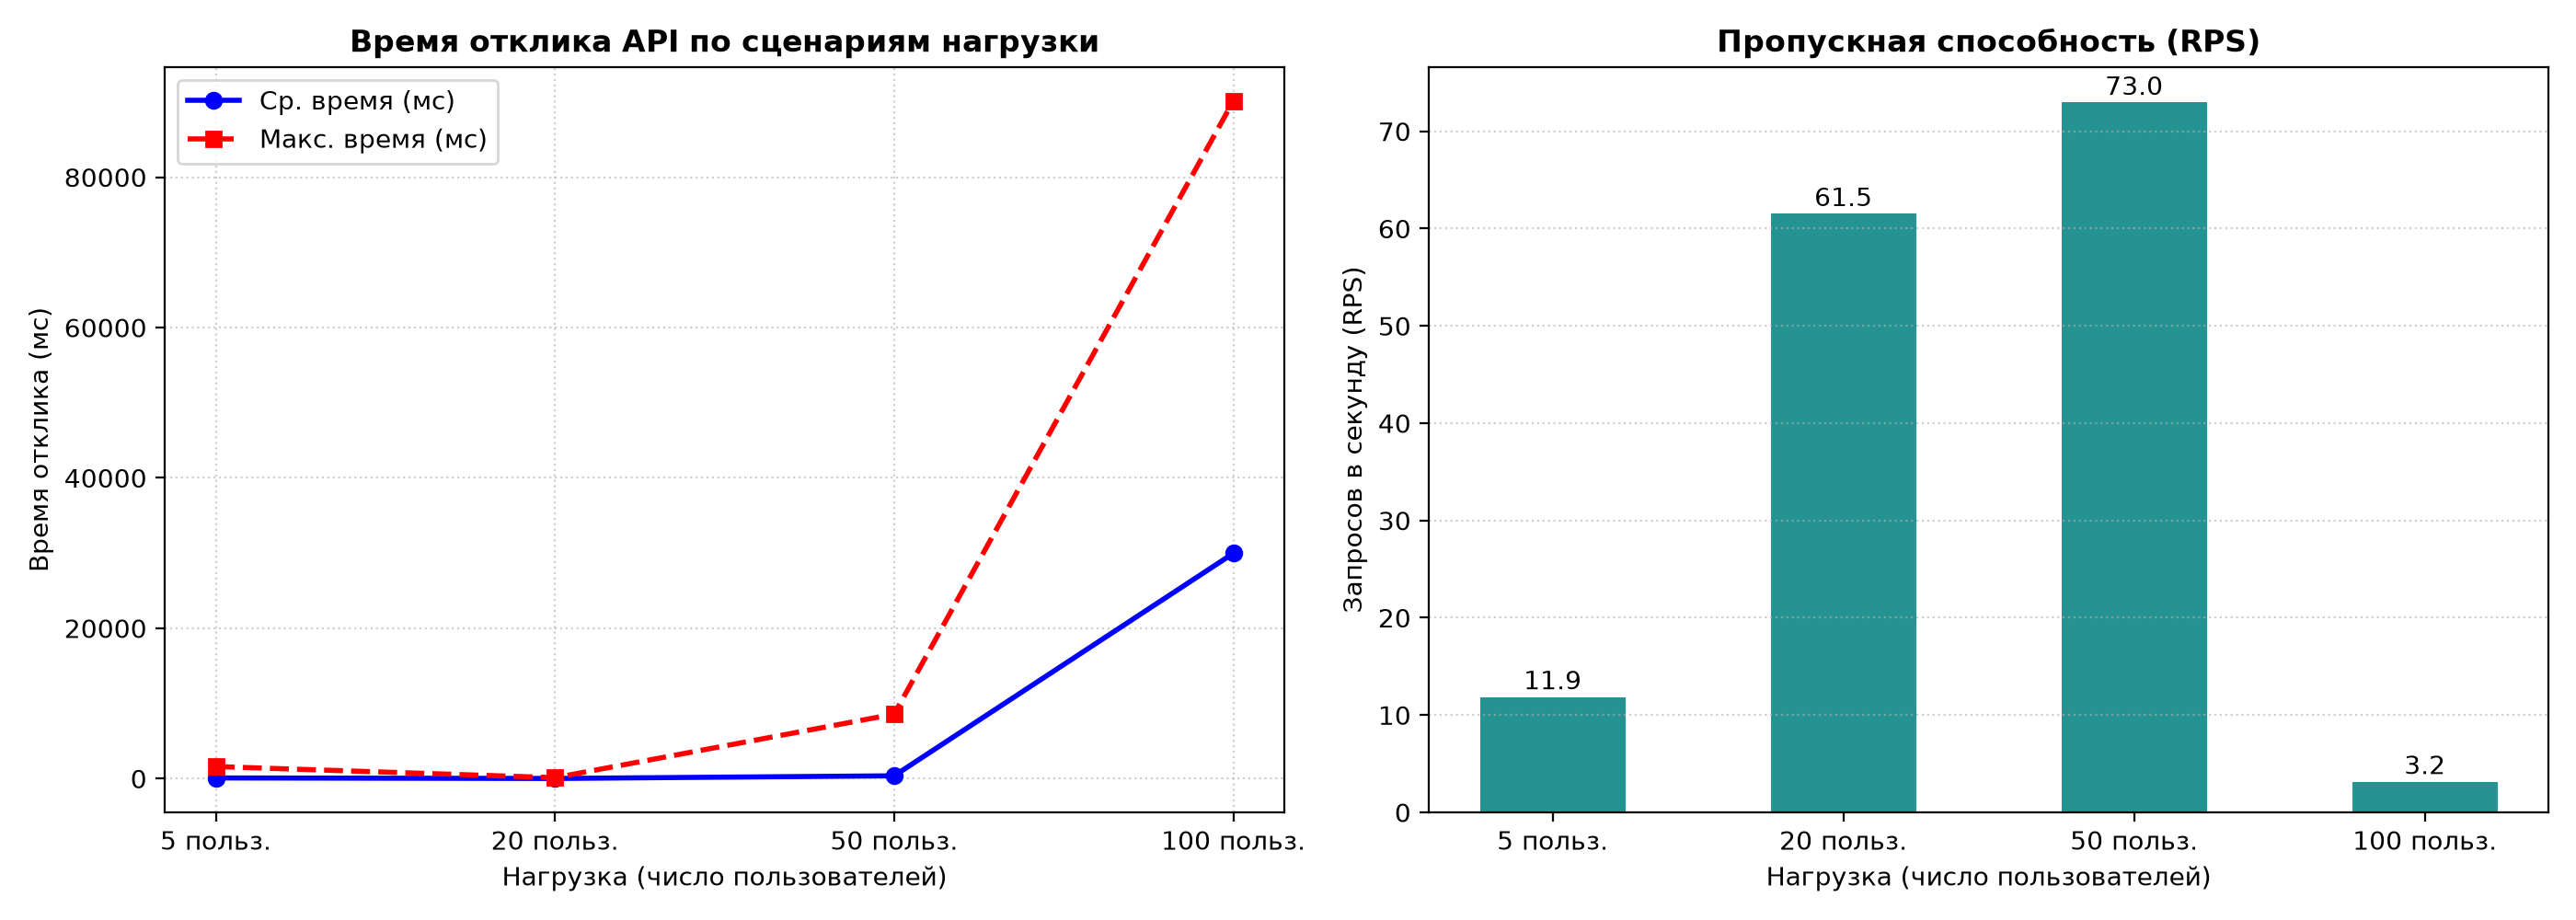 Время отклика API по сценариям нагрузки
Ср. время (мс)
Макс. время (мс)
Время отклика (мс)
80000
60000
40000
20000
0
5 польз.
20 польз.
50 польз.
100 польз.
Нагрузка (число пользователей)
Пропускная способность (RPS)
Запросов в секунду (RPS)
70
60
50
40
30
20
10
0
11.9
61.5
73.0
3.2
5 польз.
20 польз.
50 польз.
100 польз.
Нагрузка (число пользователей)